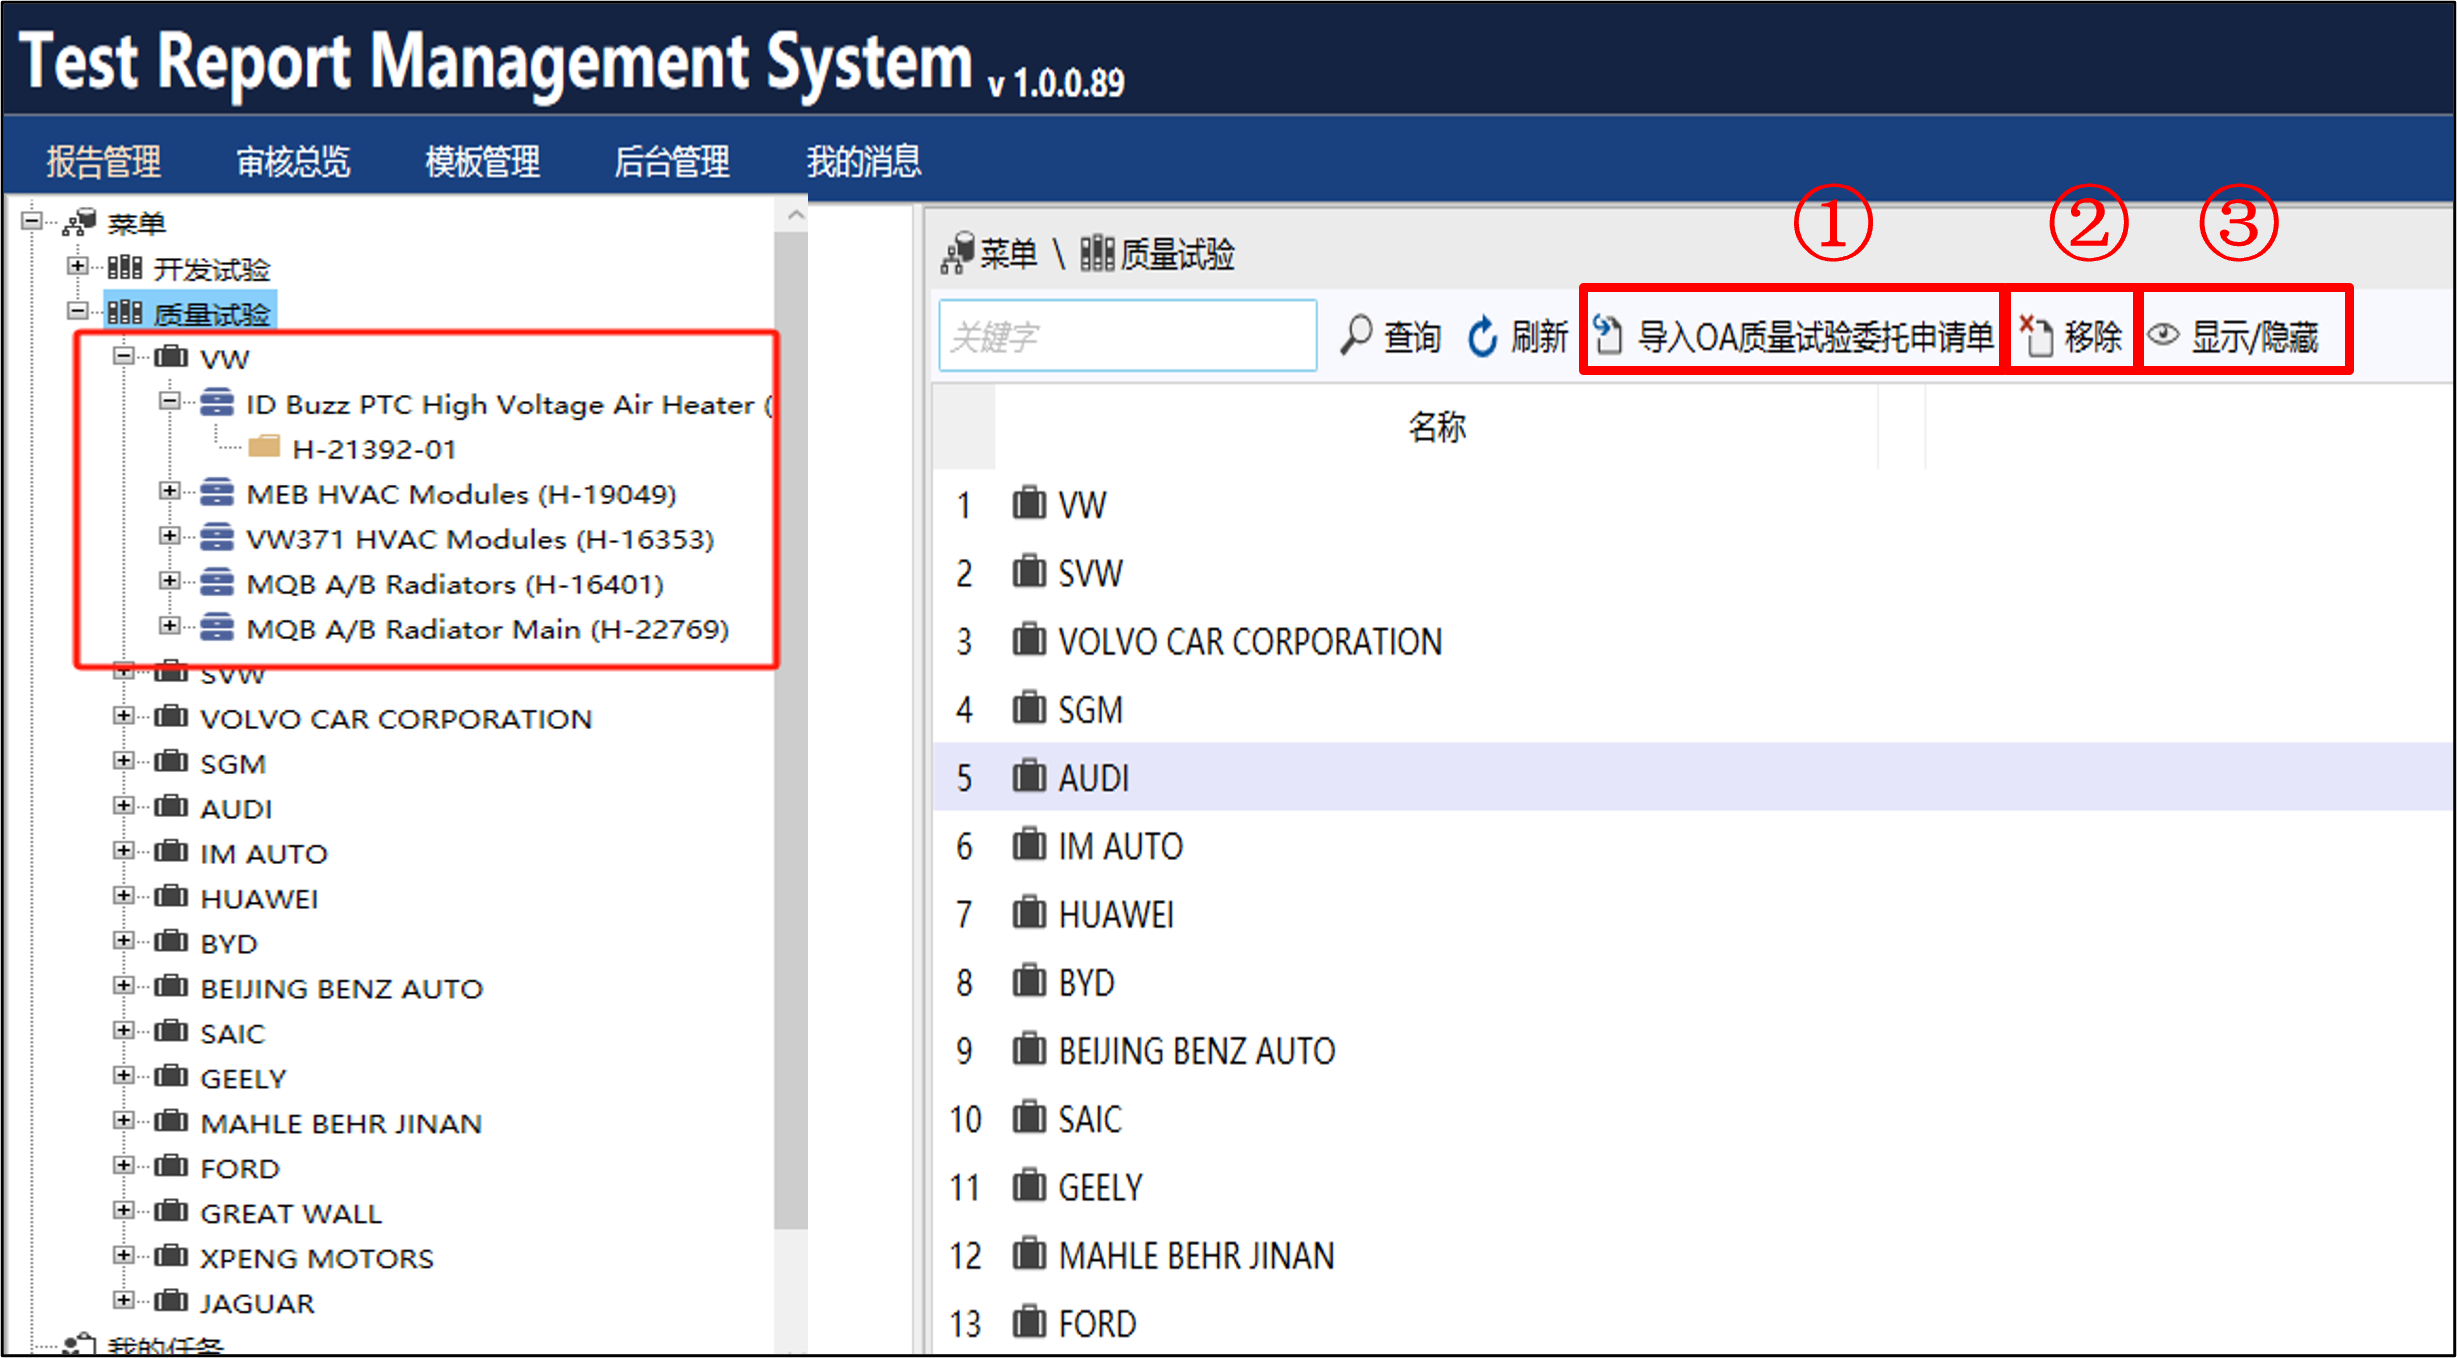 Test Report Management System v 1.0.0.89
报告管理 审核总览 模板管理 后台管理 我的消息
菜单
开发试验
质量试验
VW
ID Buzz PTC High Voltage Air Heater (
H-21392-01
MEB HVAC Modules (H-19049)
VW371 HVAC Modules (H-16353)
MQB A/B Radiators (H-16401)
MQB A/B Radiator Main (H-22769)
SVW
VOLVO CAR CORPORATION
SGM
AUDI
IM AUTO
HUAWEI
BYD
BEIJING BENZ AUTO
SAIC
GEELY
MAHLE BEHR JINAN
FORD
GREAT WALL
XPENG MOTORS
JAGUAR
我的任务
菜单 \ 质量试验
① ② ③
关键字 查询 刷新 导入OA质量试验委托申请单 移除 显示/隐藏
名称
1 VW
2 SVW
3 VOLVO CAR CORPORATION
4 SGM
5 AUDI
6 IM AUTO
7 HUAWEI
8 BYD
9 BEIJING BENZ AUTO
10 SAIC
11 GEELY
12 MAHLE BEHR JINAN
13 FORD